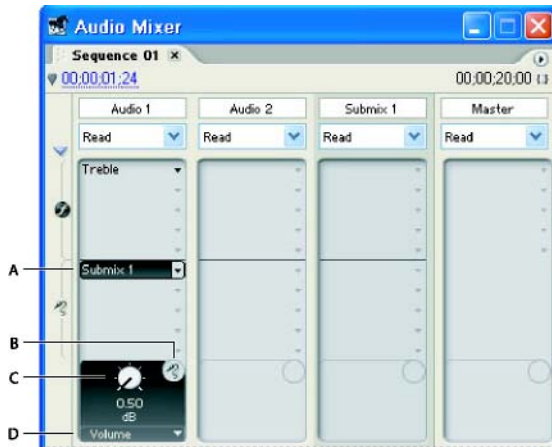 Audio Mixer
Sequence 01
00;00;01;24
00;00;20;00
Audio 1
Audio 2
Submix 1
Master
Read
Read
Read
Read
Treble
A
Submix 1
B
C
0.50
dB
D
Volume